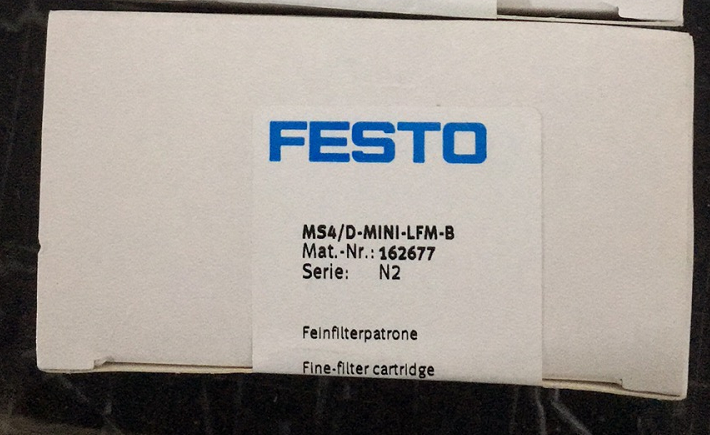 FESTO
MS4/D-MINI-LFM-B
Mat.-Nr.: 162677
Serie: N2
Feinfilterpatrone
Fine-filter cartridge